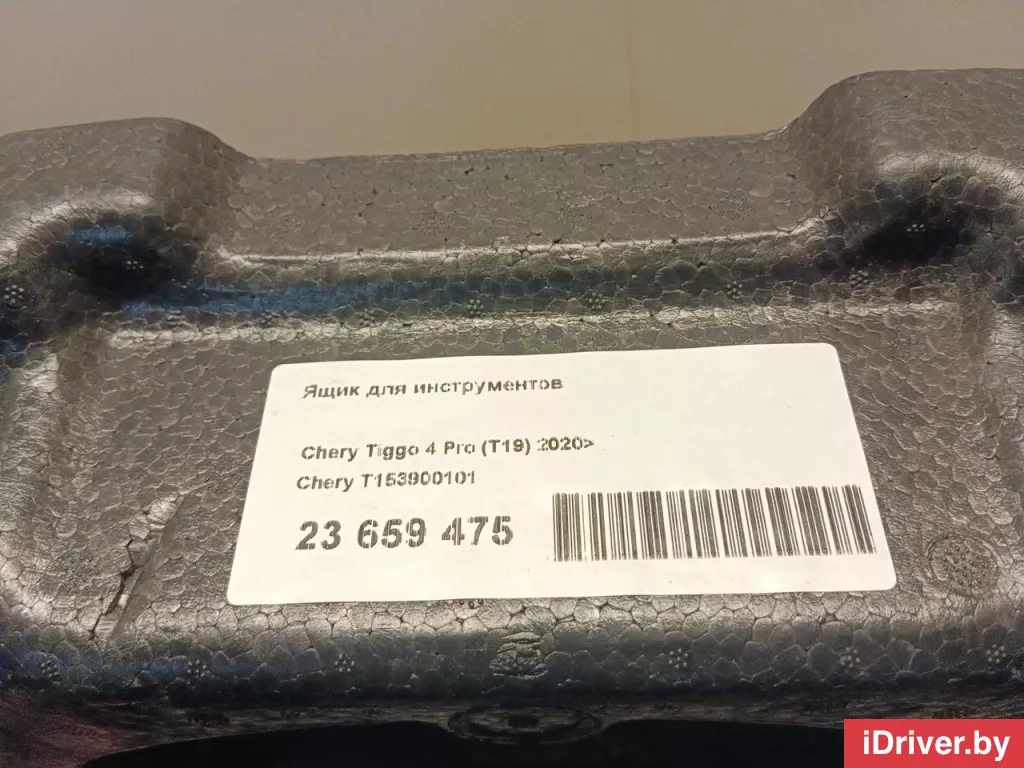 Ящик для инструментов
Chery Tiggo 4 Pro (T19) 2020>
Chery T153900101
23 659 475
iDriver.by